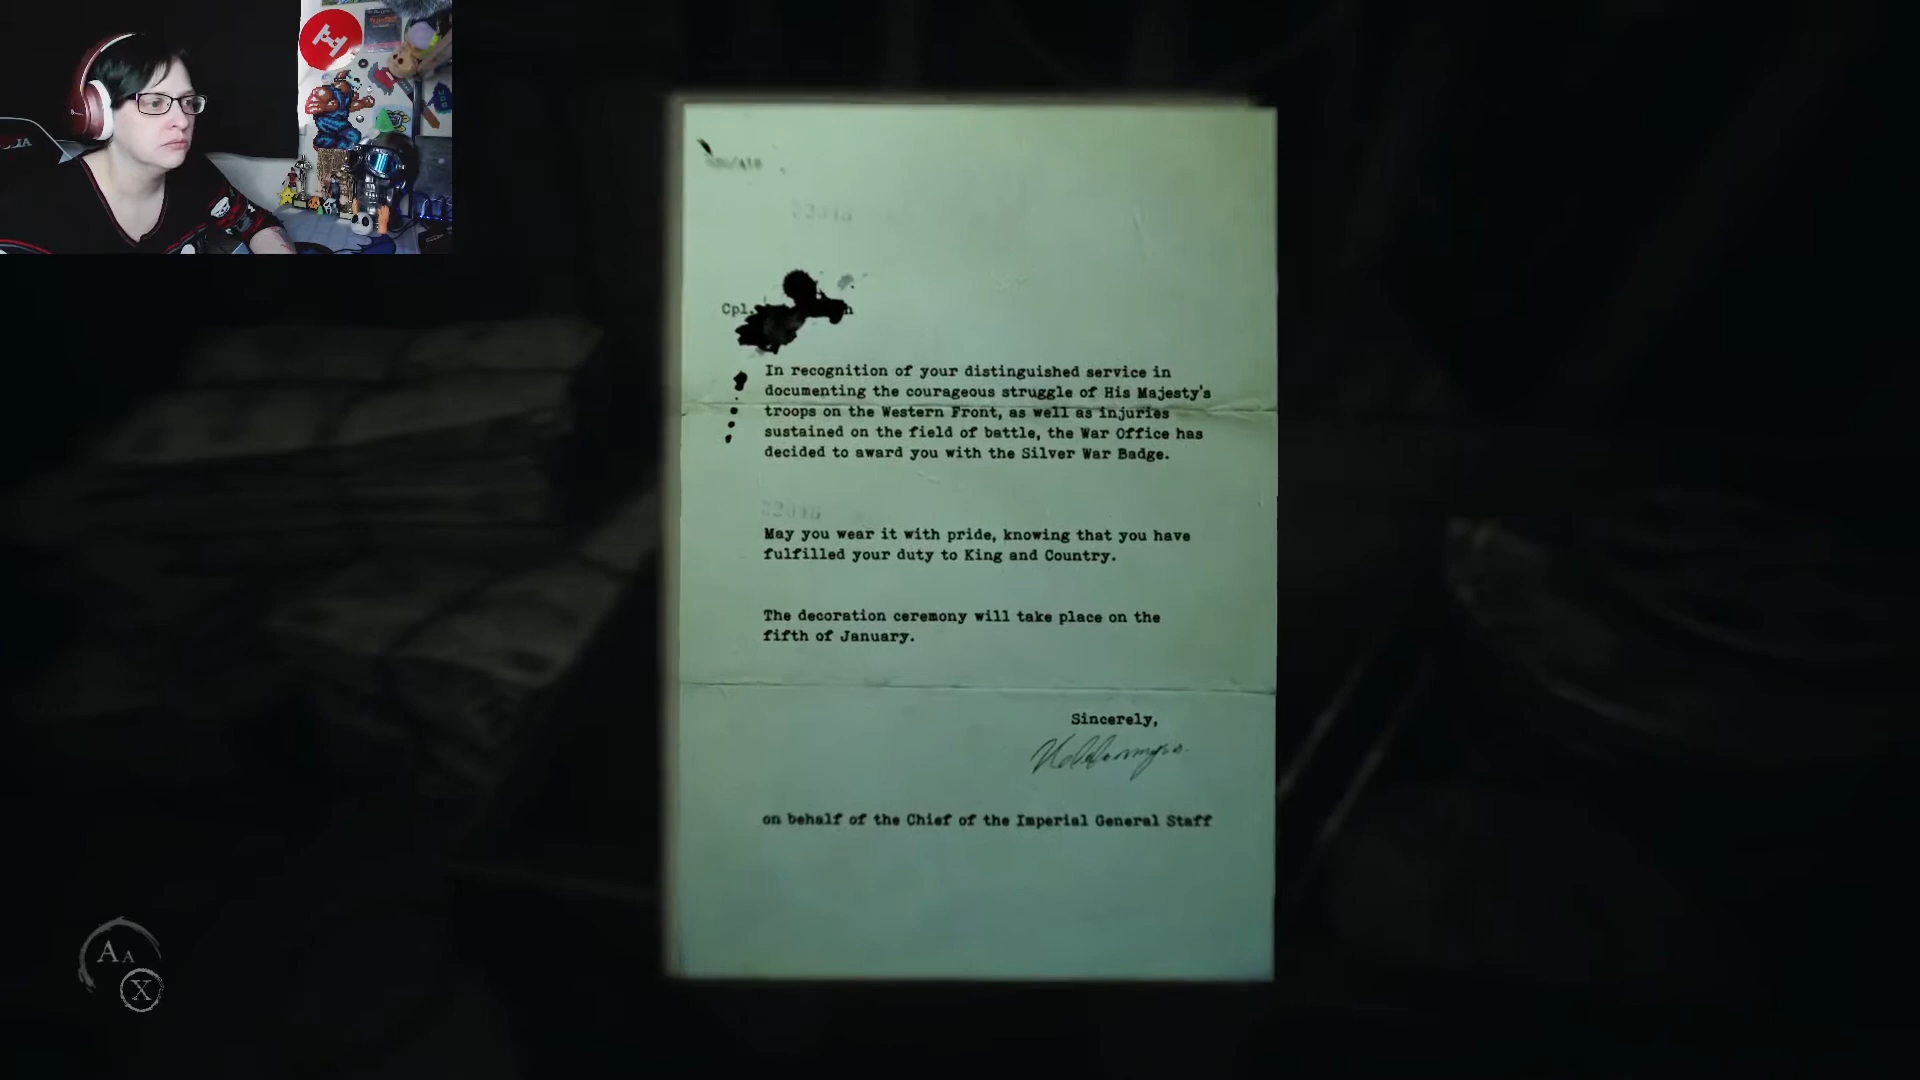 Cpl.
In recognition of your distinguished service in
documenting the courageous struggle of His Majesty's
troops on the Western Front, as well as injuries
sustained on the field of battle, the War Office has
decided to award you with the Silver War Badge.
May you wear it with pride, knowing that you have
fulfilled your duty to King and Country.
The decoration ceremony will take place on the
fifth of January.
Sincerely,
on behalf of the Chief of the Imperial General Staff
A A
X